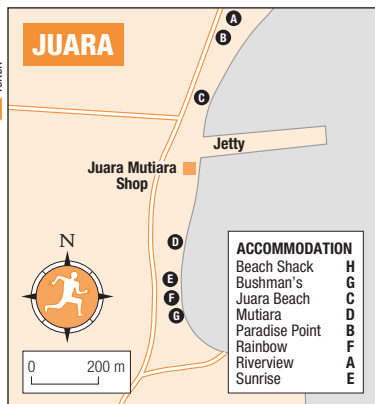 JUARA
A
B
C
Jetty
Juara Mutiara
Shop
D
N
E
F
G
0 200 m
ACCOMMODATION
Beach Shack H
Bushman's G
Juara Beach C
Mutiara D
Paradise Point B
Rainbow F
Riverview A
Sunrise E